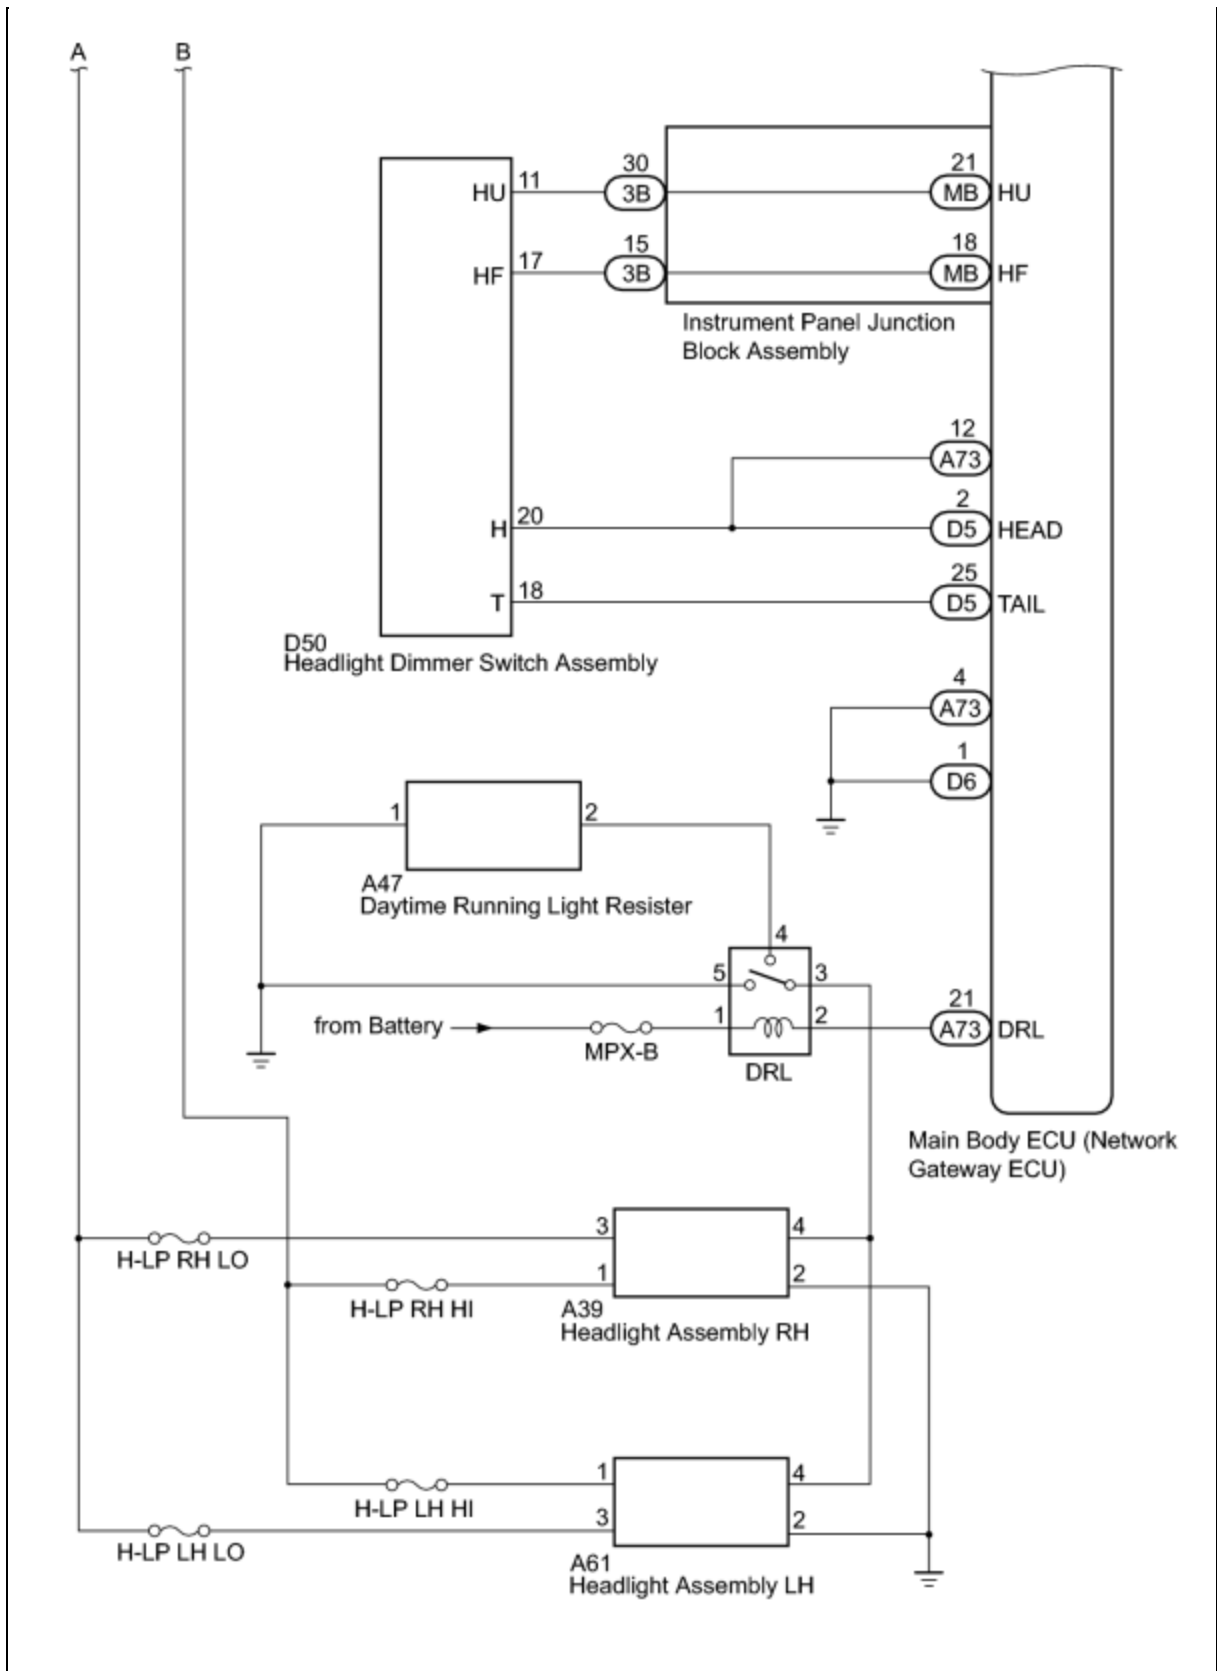 A B
HU 11 30 3B 21 MB HU
HF 17 15 3B 18 MB HF
Instrument Panel Junction
Block Assembly
12
A73
H 20 2 D5 HEAD
T 18 25 D5 TAIL
D50
Headlight Dimmer Switch Assembly
4
A73
1
D6
1 2
A47
Daytime Running Light Resister
4
5 3
from Battery MPX-B 1 2 21 A73 DRL
DRL
Main Body ECU (Network
Gateway ECU)
H-LP RH LO 3 4
H-LP RH HI 1 2
A39
Headlight Assembly RH
H-LP LH HI 1 4
H-LP LH LO 3 2
A61
Headlight Assembly LH